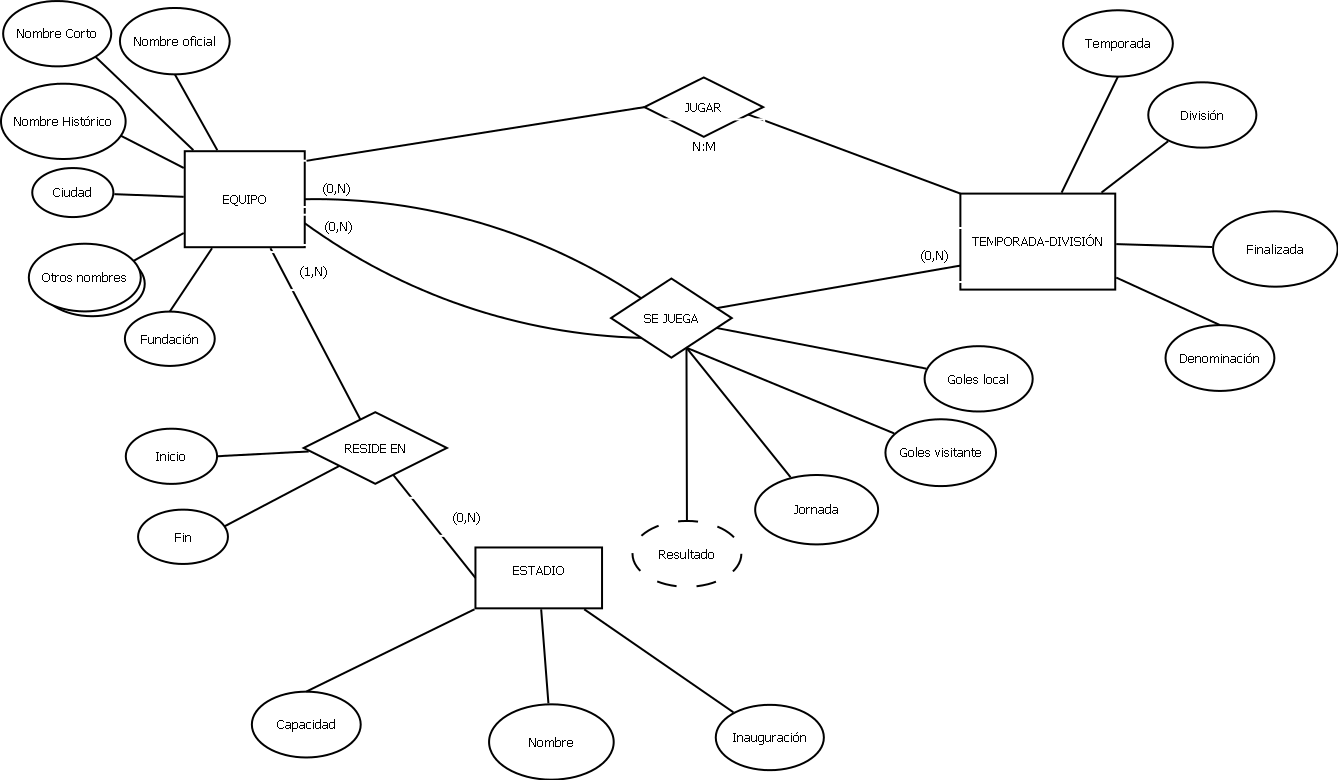 Nombre Corto
Nombre oficial
Temporada
Nombre Histórico
JUGAR
División
N:M
Ciudad
EQUIPO
(0,N)
(0,N)
TEMPORADA-DIVISIÓN
Finalizada
(0,N)
Otros nombres
(1,N)
SE JUEGA
Fundación
Denominación
Goles local
Inicio
RESIDE EN
Goles visitante
Fin
(0,N)
Jornada
Resultado
ESTADIO
Capacidad
Nombre
Inauguración